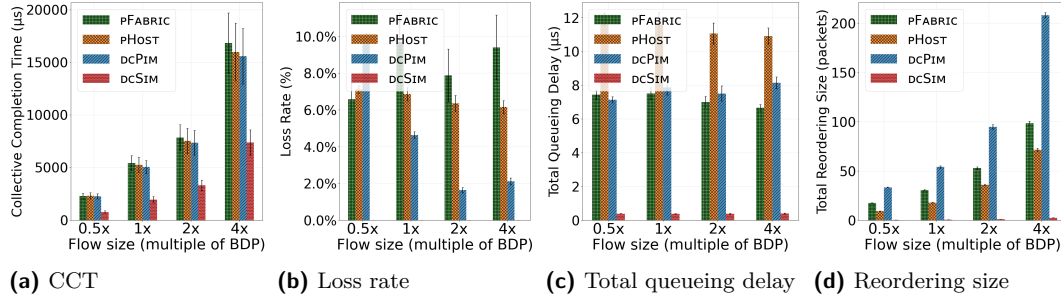 Collective Completion Time (μs)
20000
15000
10000
5000
0
pFabric
pHost
dcPim
dcSim
0.5x 1x 2x 4x
Flow size (multiple of BDP)
(a) CCT
Loss Rate (%)
10.0%
8.0%
6.0%
4.0%
2.0%
0.0%
pFabric
pHost
dcPim
dcSim
0.5x 1x 2x 4x
Flow size (multiple of BDP)
(b) Loss rate
Total Queueing Delay (μs)
12
10
8
6
4
2
0
pFabric
pHost
dcPim
dcSim
0.5x 1x 2x 4x
Flow size (multiple of BDP)
(c) Total queueing delay
Total Reordering Size (packets)
200
150
100
50
0
pFabric
pHost
dcPim
dcSim
0.5x 1x 2x 4x
Flow size (multiple of BDP)
(d) Reordering size